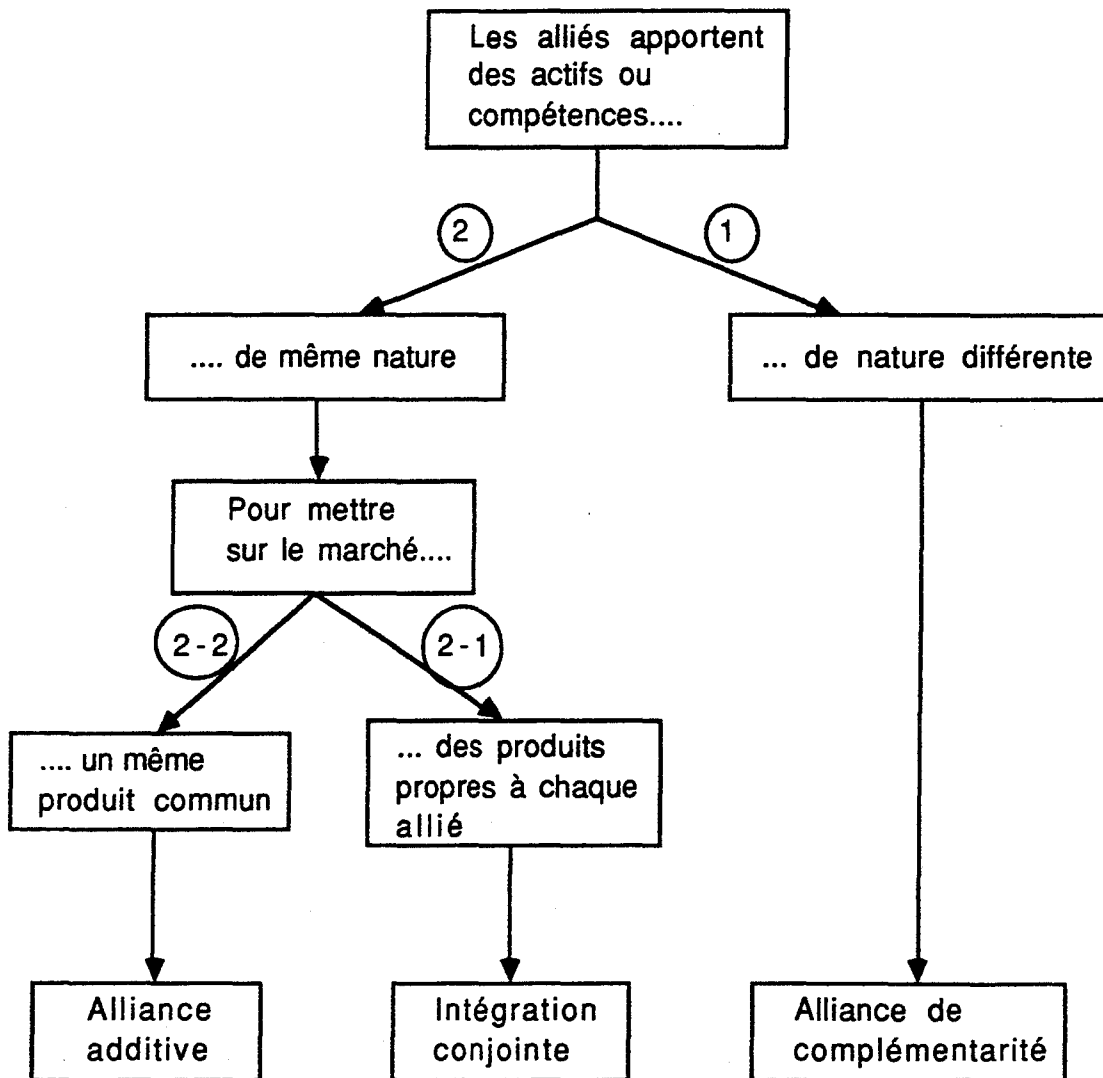 Les alliés apportent
des actifs ou
compétences....
2
1
.... de même nature
... de nature différente
Pour mettre
sur le marché....
2-2
2-1
.... un même
produit commun
... des produits
propres à chaque
allié
Alliance
additive
Intégration
conjointe
Alliance de
complémentarité